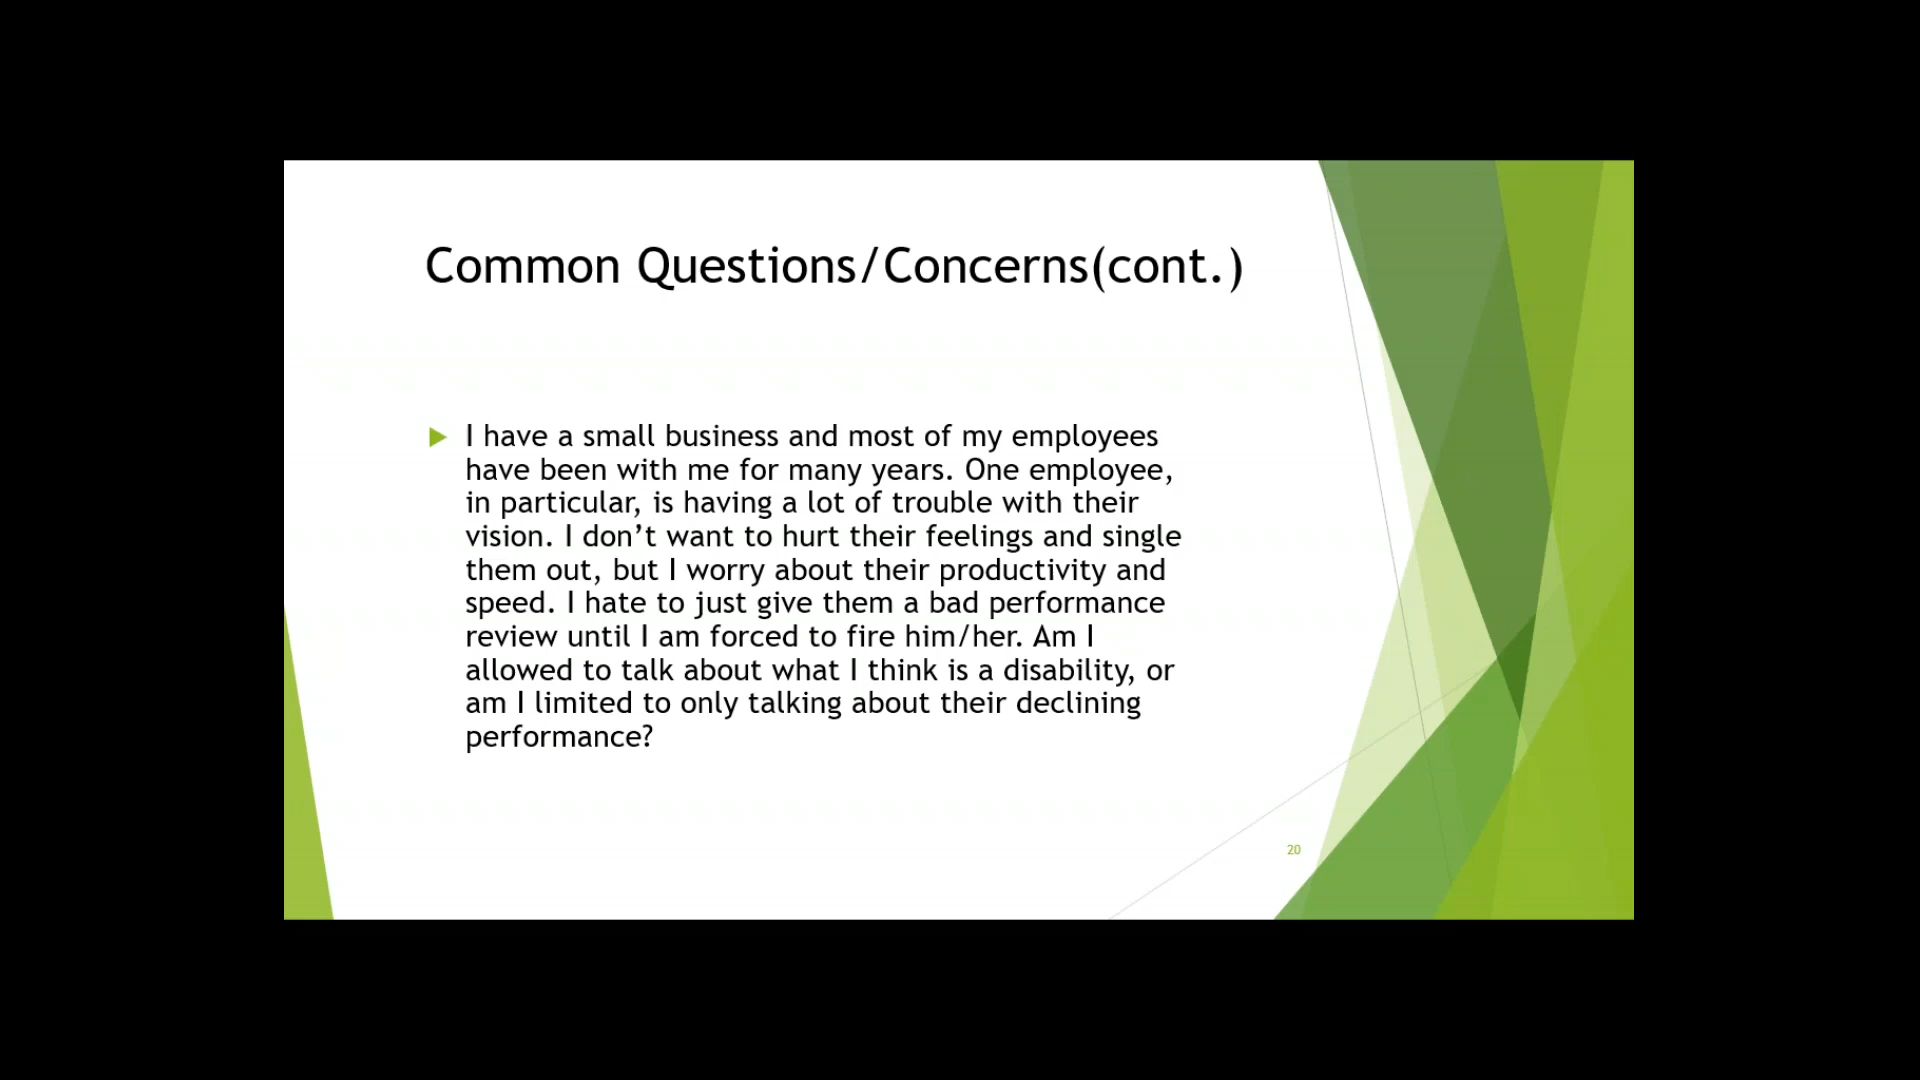 Common Questions/Concerns(cont.)
I have a small business and most of my employees
have been with me for many years. One employee,
in particular, is having a lot of trouble with their
vision. I don’t want to hurt their feelings and single
them out, but I worry about their productivity and
speed. I hate to just give them a bad performance
review until I am forced to fire him/her. Am I
allowed to talk about what I think is a disability, or
am I limited to only talking about their declining
performance?
20